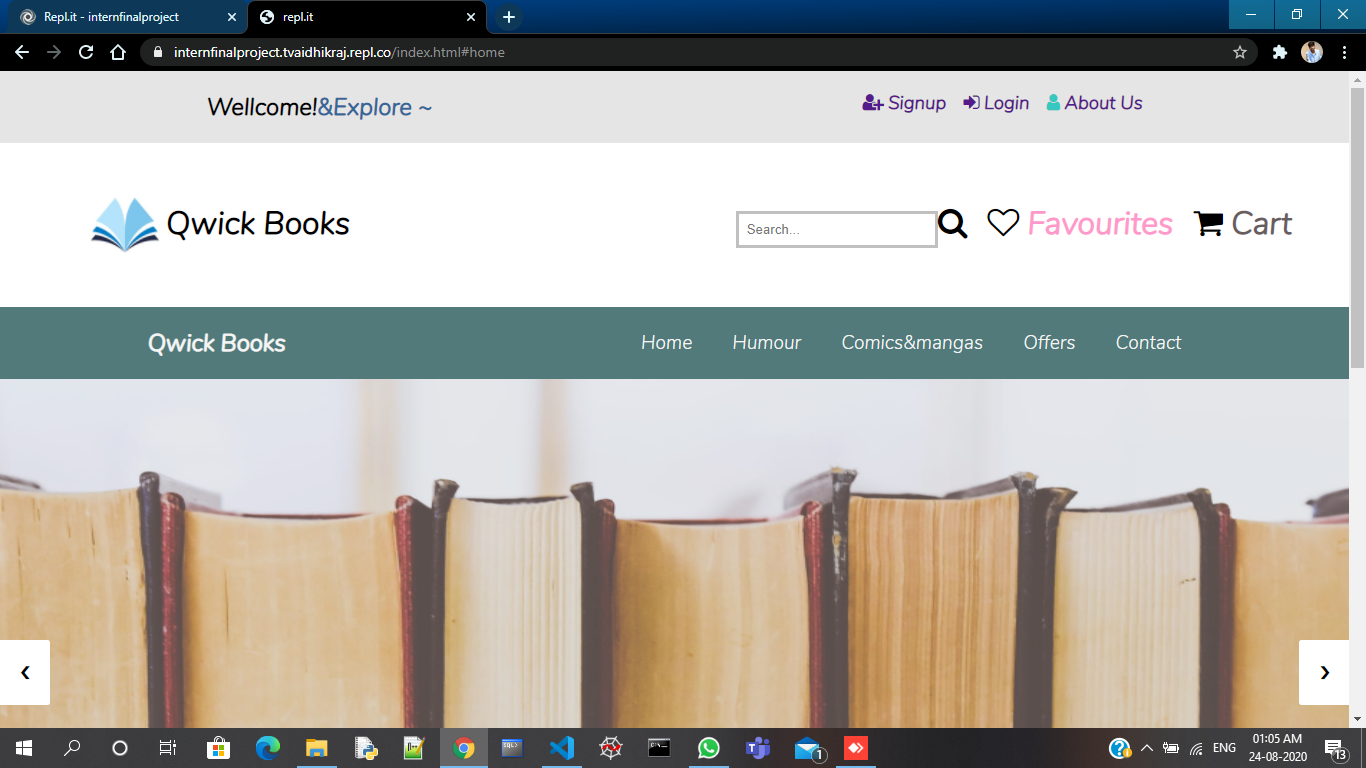 Repl.it - internfinalproject
repl.it
internfinalproject.tvaidhikraj.repl.co/index.html#home
Wellcome!&Explore ~
Signup Login About Us
Qwick Books
Search...
Favourites Cart
Qwick Books
Home Humour Comics&mangas Offers Contact
ENG
01:05 AM
24-08-2020
1
13